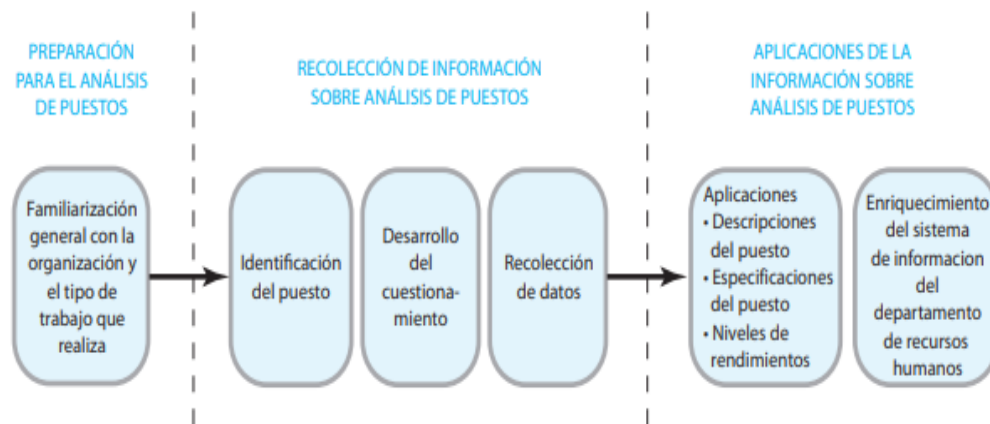 PREPARACIÓN
PARA EL ANÁLISIS
DE PUESTOS
RECOLECCIÓN DE INFORMACIÓN
SOBRE ANÁLISIS DE PUESTOS
APLICACIONES DE LA
INFORMACIÓN SOBRE
ANÁLISIS DE PUESTOS
Familiarización
general con la
organización y
el tipo de
trabajo que
realiza
Identificación
del puesto
Desarrollo
del
cuestiona-
miento
Recolección
de datos
Aplicaciones
• Descripciones
del puesto
• Especificaciones
del puesto
• Niveles de
rendimientos
Enriquecimiento
del sistema
de informacion
del
departamento
de recursos
humanos